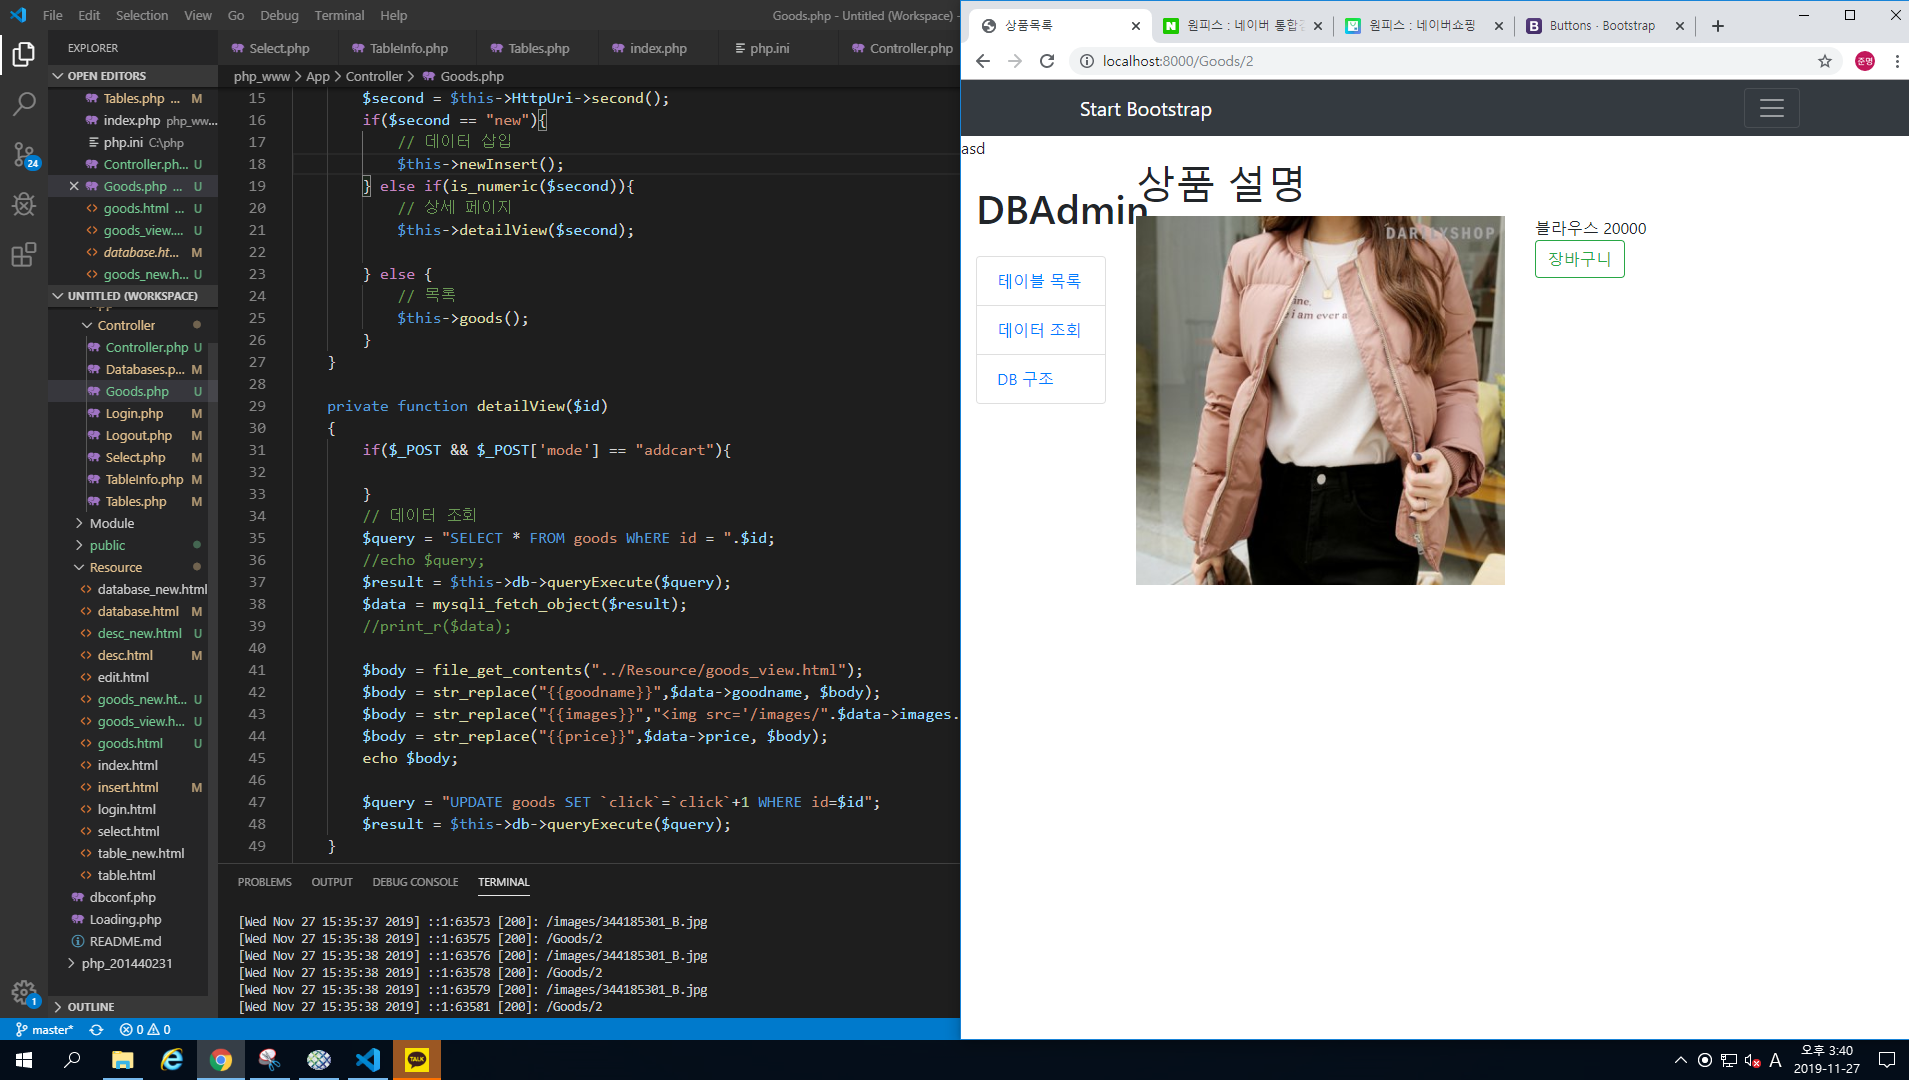 File Edit Selection View Go Debug Terminal Help
Goods.php - Untitled (Workspace) -
EXPLORER
OPEN EDITORS
Tables.php ... M
index.php php_ww...
php.ini C:\php
Controller.ph... U
Goods.php ... U
goods.html ... U
goods_view.... U
database.ht... M
goods_new.h... U
UNTITLED (WORKSPACE)
Controller
Controller.php U
Databases.p... M
Goods.php U
Login.php M
Logout.php M
Select.php M
TableInfo.php M
Tables.php M
Module
public
Resource
database_new.html
database.html M
desc_new.html U
desc.html M
edit.html
goods_new.ht... U
goods_view.h... U
goods.html U
index.html
insert.html M
login.html
select.html
table_new.html
table.html
dbconf.php
Loading.php
README.md
php_201440231
OUTLINE
24
1
Select.php TableInfo.php Tables.php index.php php.ini Controller.php
php_www > App > Controller > Goods.php
15 $second = $this->HttpUri->second();
16 if($second == "new"){
17 // 데이터 삽입
18 $this->newInsert();
19 } else if(is_numeric($second)){
20 // 상세 페이지
21 $this->detailView($second);
22
23 } else {
24 // 목록
25 $this->goods();
26 }
27 }
28
29 private function detailView($id)
30 {
31 if($_POST && $_POST['mode'] == "addcart"){
32
33 }
34 // 데이터 조회
35 $query = "SELECT * FROM goods WhERE id = ".$id;
36 //echo $query;
37 $result = $this->db->queryExecute($query);
38 $data = mysqli_fetch_object($result);
39 //print_r($data);
40
41 $body = file_get_contents("../Resource/goods_view.html");
42 $body = str_replace("{{goodname}}",$data->goodname, $body);
43 $body = str_replace("{{images}}","<img src='/images/".$data->images.
44 $body = str_replace("{{price}}",$data->price, $body);
45 echo $body;
46
47 $query = "UPDATE goods SET `click`=`click`+1 WHERE id=$id";
48 $result = $this->db->queryExecute($query);
49 }
PROBLEMS OUTPUT DEBUG CONSOLE TERMINAL
[Wed Nov 27 15:35:37 2019] ::1:63573 [200]: /images/344185301_B.jpg
[Wed Nov 27 15:35:38 2019] ::1:63575 [200]: /Goods/2
[Wed Nov 27 15:35:38 2019] ::1:63576 [200]: /images/344185301_B.jpg
[Wed Nov 27 15:35:38 2019] ::1:63578 [200]: /Goods/2
[Wed Nov 27 15:35:38 2019] ::1:63579 [200]: /images/344185301_B.jpg
[Wed Nov 27 15:35:38 2019] ::1:63581 [200]: /Goods/2
master* 0 0
상품목록
원피스 : 네이버 통합
원피스 : 네이버쇼핑
Buttons · Bootstrap
localhost:8000/Goods/2
준명
Start Bootstrap
asd
DBAdmin
테이블 목록
데이터 조회
DB 구조
상품 설명
블라우스 20000
장바구니
TALK
A
오후 3:40
2019-11-27